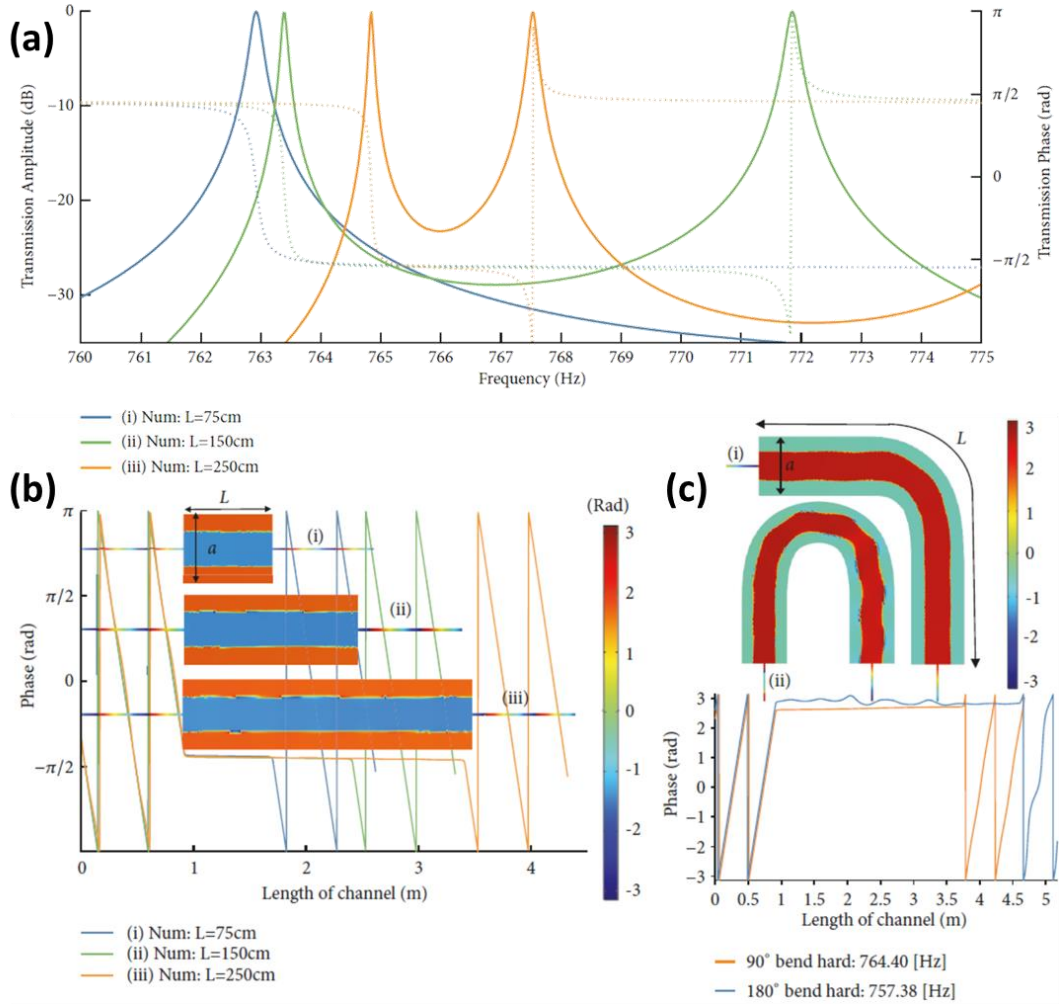 (a)
0
−10
−20
−30
Transmission Amplitude (dB)
π
π/2
0
−π/2
Transmission Phase (rad)
760 761 762 763 764 765 766 767 768 769 770 771 772 773 774 775
Frequency (Hz)
(i) Num: L=75cm
(ii) Num: L=150cm
(iii) Num: L=250cm
(b)
π
π/2
0
−π/2
Phase (rad)
L
a
(i)
(ii)
(iii)
0 1 2 3 4
Length of channel (m)
(Rad)
3
2
1
0
-1
-2
-3
(i) Num: L=75cm
(ii) Num: L=150cm
(iii) Num: L=250cm
(c)
(i)
a
L
(ii)
3
2
1
0
-1
-2
-3
3
2
1
0
-1
-2
-3
Phase (rad)
0 0.5 1 1.5 2 2.5 3 3.5 4 4.5 5
Length of channel (m)
90° bend hard: 764.40 [Hz]
180° bend hard: 757.38 [Hz]